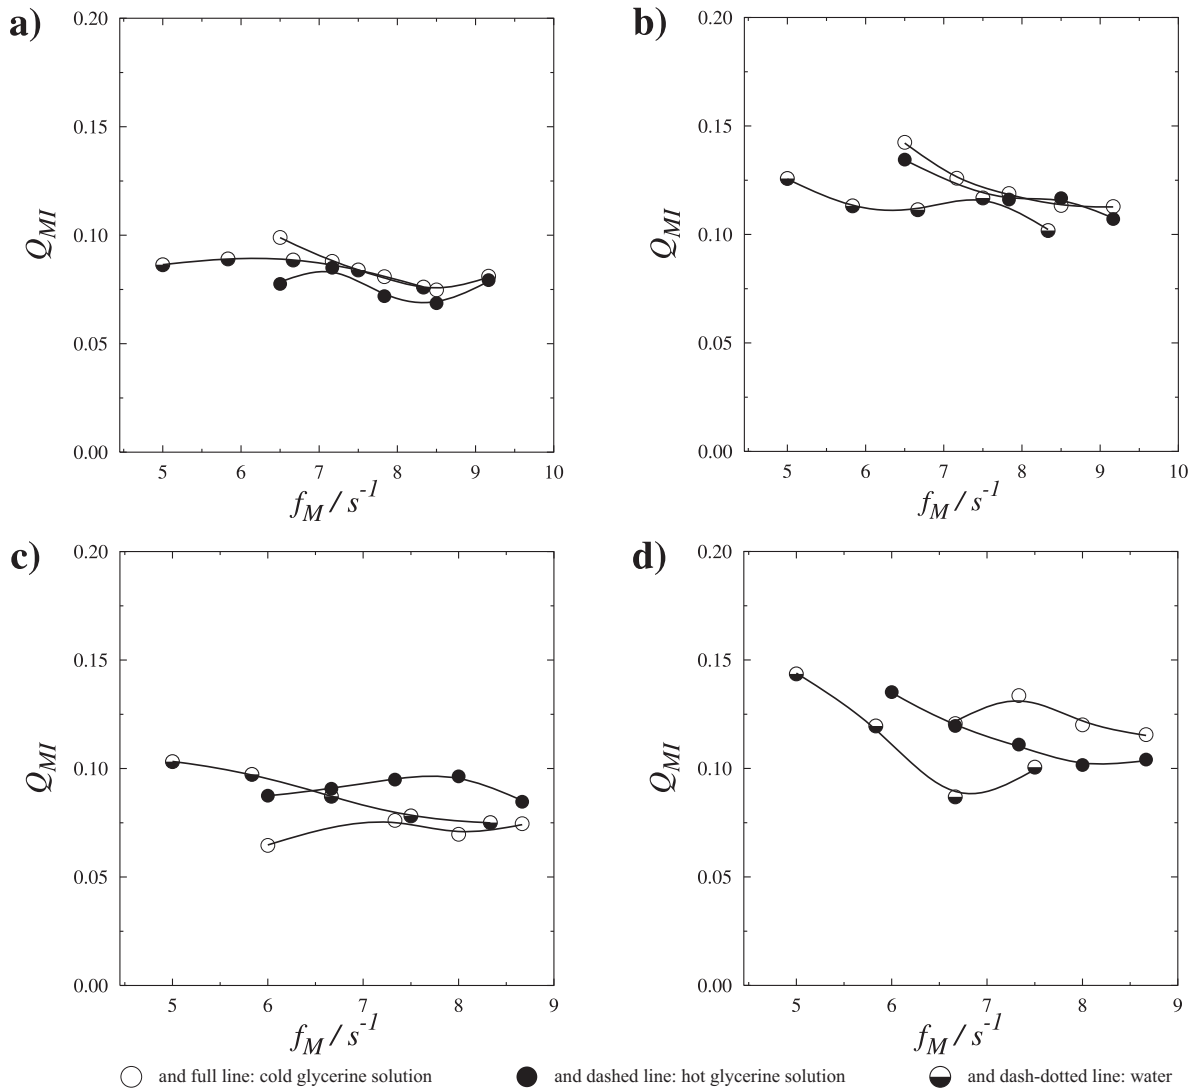 a)
0.20
0.15
0.10
0.05
0.00
Q_MI
5 6 7 8 9 10
f_M / s^-1
b)
0.20
0.15
0.10
0.05
0.00
Q_MI
5 6 7 8 9 10
f_M / s^-1
c)
0.20
0.15
0.10
0.05
0.00
Q_MI
5 6 7 8 9
f_M / s^-1
d)
0.20
0.15
0.10
0.05
0.00
Q_MI
5 6 7 8 9
f_M / s^-1
and full line: cold glycerine solution
and dashed line: hot glycerine solution
and dash-dotted line: water